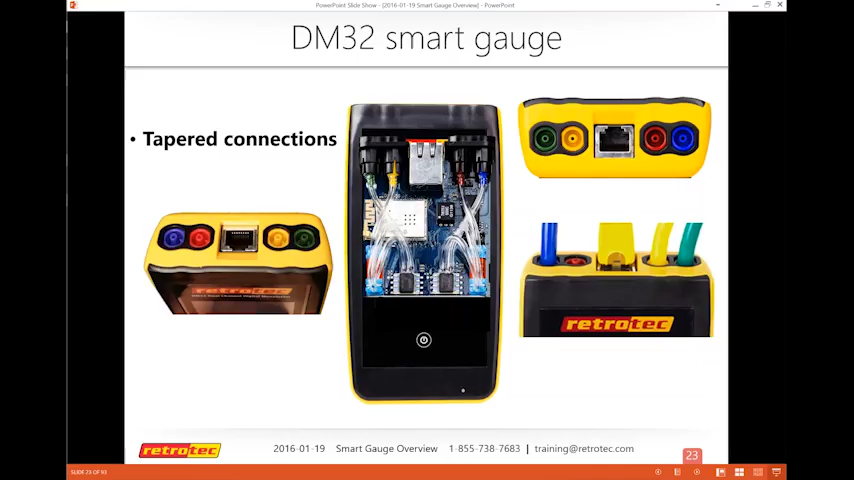 PowerPoint Slide Show - [2016-01-19 Smart Gauge Overview] - PowerPoint
DM32 smart gauge
• Tapered connections
retrotec
retrotec
retrotec
2016-01-19 Smart Gauge Overview 1-855-738-7683 | training@retrotec.com
23
SLIDE 23 OF 93